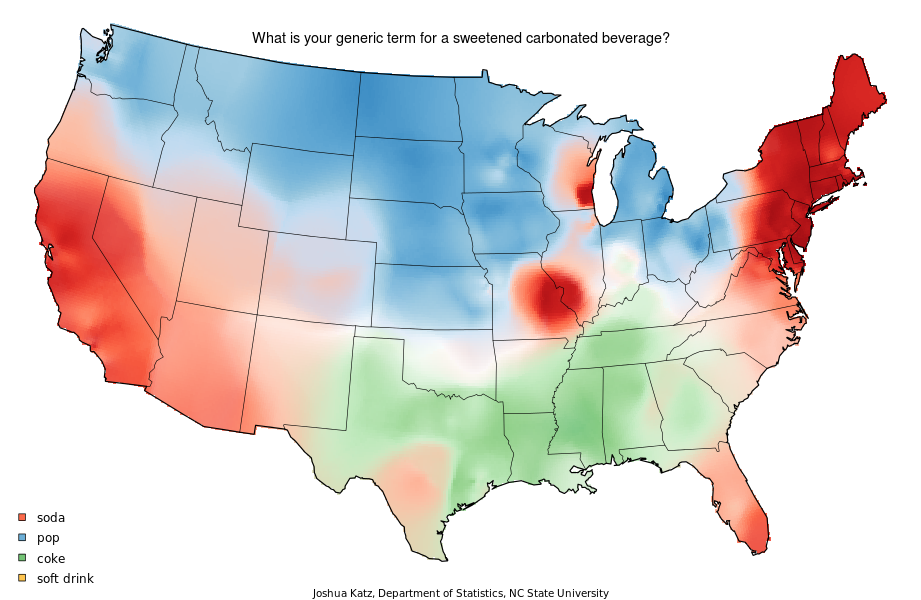 What is your generic term for a sweetened carbonated beverage?
soda
pop
coke
soft drink
Joshua Katz, Department of Statistics, NC State University